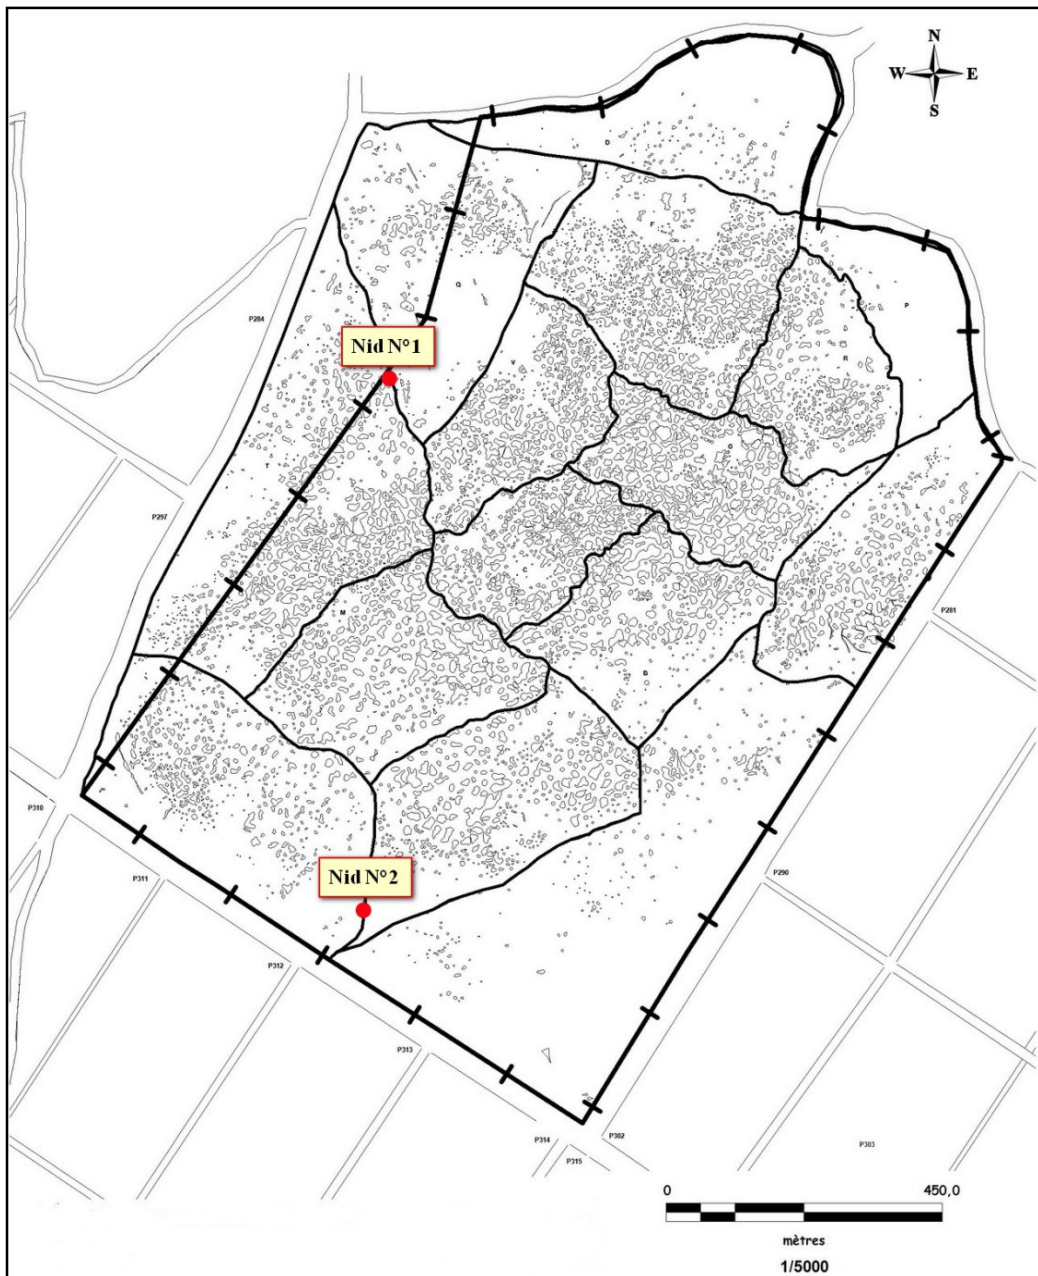 N
W E
S
D
F
P284
Q
P
Nid N°1
V
R
T
P297
L
C
P281
M
B
P310
P311
Nid N°2
P290
P312
P313
P314
P302
P303
P315
0 450,0
mètres
1/5000